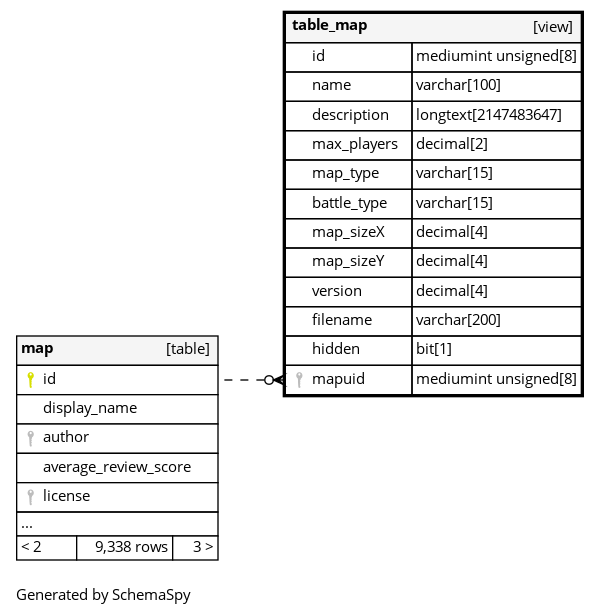 table_map [view]
id mediumint unsigned[8]
name varchar[100]
description longtext[2147483647]
max_players decimal[2]
map_type varchar[15]
battle_type varchar[15]
map_sizeX decimal[4]
map_sizeY decimal[4]
version decimal[4]
filename varchar[200]
hidden bit[1]
mapuid mediumint unsigned[8]
map [table]
id
display_name
author
average_review_score
license
...
< 2 9,338 rows 3 >
Generated by SchemaSpy